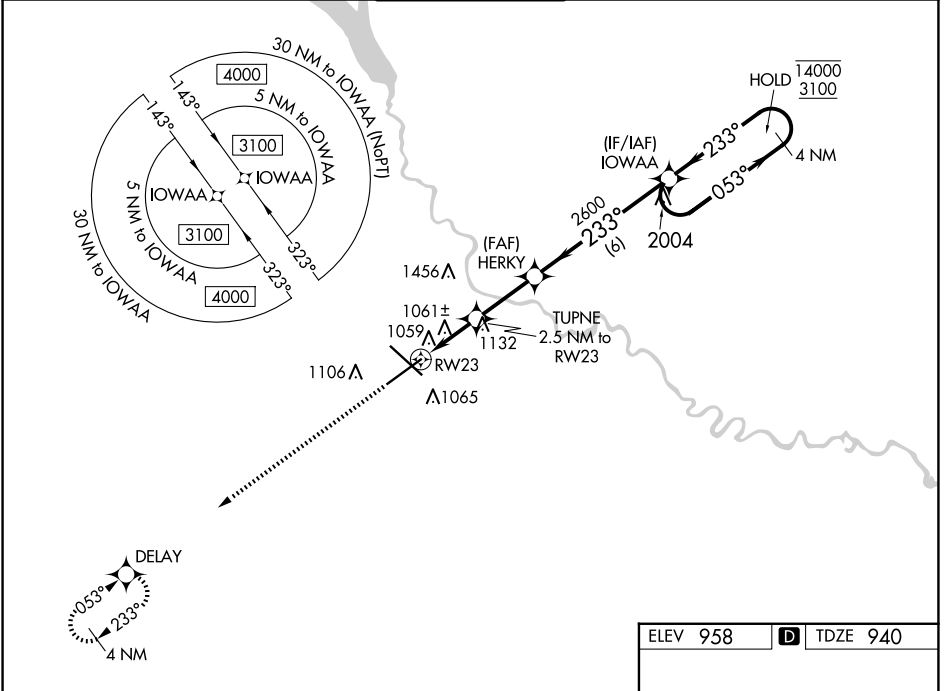 30 NM to IOWAA (NoPT)
4000
143°
5 NM to IOWAA
3100
IOWAA
323°
143°
IOWAA
5 NM to IOWAA
3100
30 NM to IOWAA
323°
4000
HOLD
14000
3100
4 NM
(IF/IAF)
IOWAA
233°
053°
2004
2600
233°
(6)
(FAF)
HERKY
1456
1061±
1059
TUPNE
2.5 NM to
RW23
1132
RW23
1106
1065
DELAY
053°
233°
4 NM
ELEV 958 D TDZE 940